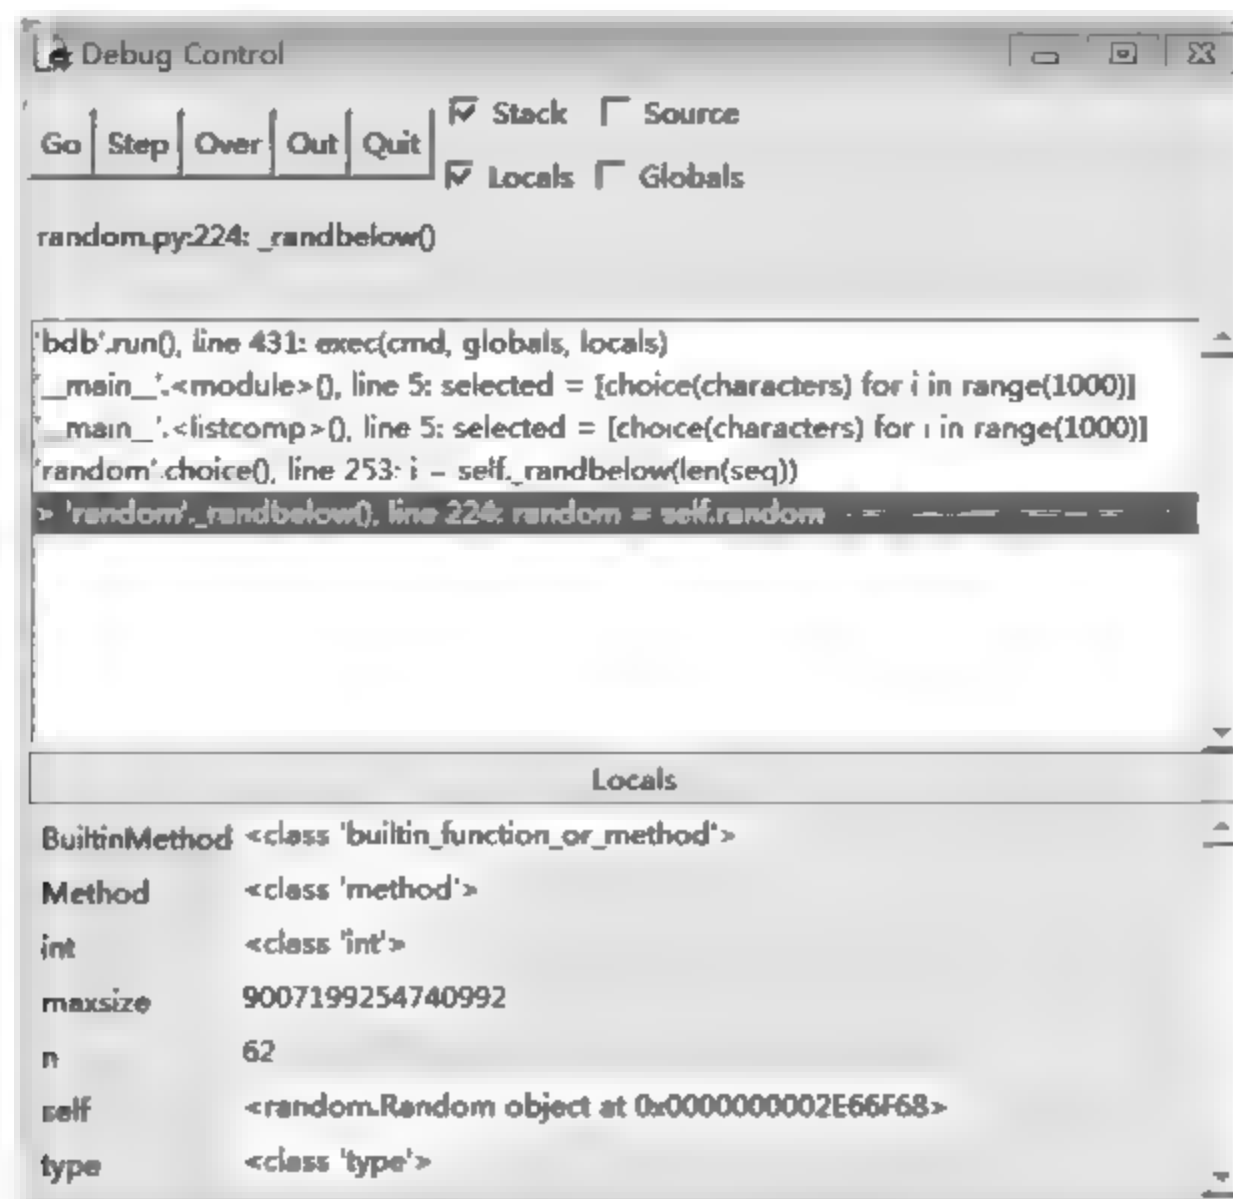 Debug Control
Go Step Over Out Quit Stack Source
Locals Globals
random.py:224: _randbelow()
'bdb'.run(), line 431: exec(cmd, globals, locals)
'__main__'.<module>(), line 5: selected = [choice(characters) for i in range(1000)]
'__main__'.<listcomp>(), line 5: selected = [choice(characters) for i in range(1000)]
'random'.choice(), line 253: i = self._randbelow(len(seq))
> 'random'._randbelow(), line 224: random = self.random
Locals
BuiltinMethod <class 'builtin_function_or_method'>
Method <class 'method'>
int <class 'int'>
maxsize 9007199254740992
n 62
self <random.Random object at 0x0000000002E66F68>
type <class 'type'>